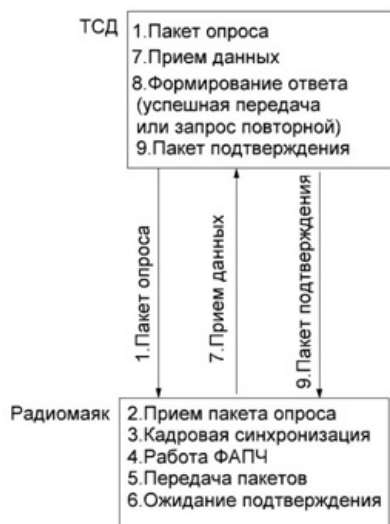 ТСД
1.Пакет опроса
7.Прием данных
8.Формирование ответа
(успешная передача
или запрос повторной)
9.Пакет подтверждения
1.Пакет опроса
7.Прием данных
9.Пакет подтверждения
Радиомаяк
2.Прием пакета опроса
3.Кадровая синхронизация
4.Работа ФАПЧ
5.Передача пакетов
6.Ожидание подтверждения